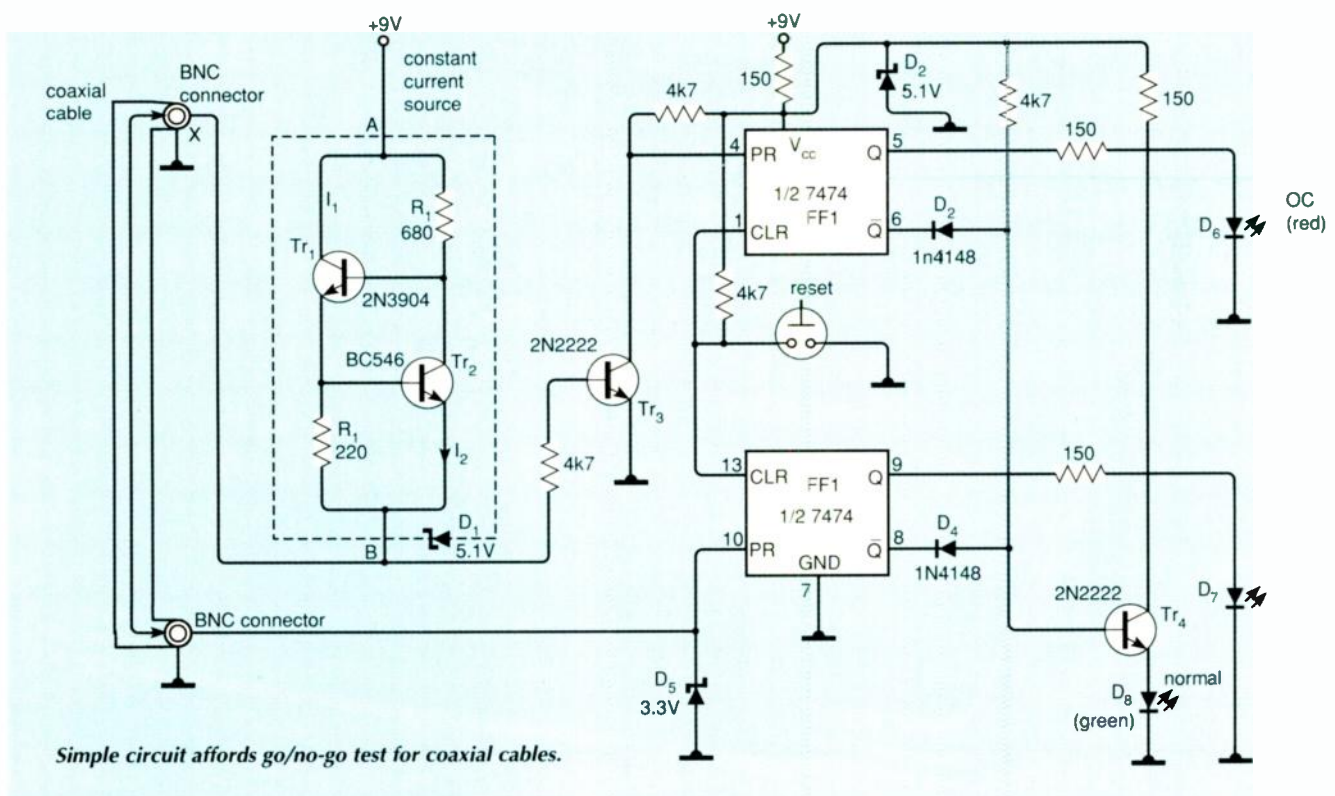 +9V
+9V
BNC
connector
coaxial
cable
X
constant
current
source
A
I1
R1
680
Tr1
2N3904
BC546
Tr2
R1
220
I2
D1
5.1V
B
BNC connector
4k7
2N2222
Tr3
4k7
150
D2
5.1V
4k7
150
4
PR
Vcc
Q
5
150
1/2 7474
FF1
1
CLR
Q̅
6
D2
1n4148
D6
OC
(red)
4k7
reset
13
CLR
FF1
1/2 7474
Q
9
150
10
PR
Q̅
8
D4
1N4148
GND
7
D5
3.3V
2N2222
Tr4
D7
D8
normal
(green)
Simple circuit affords go/no-go test for coaxial cables.